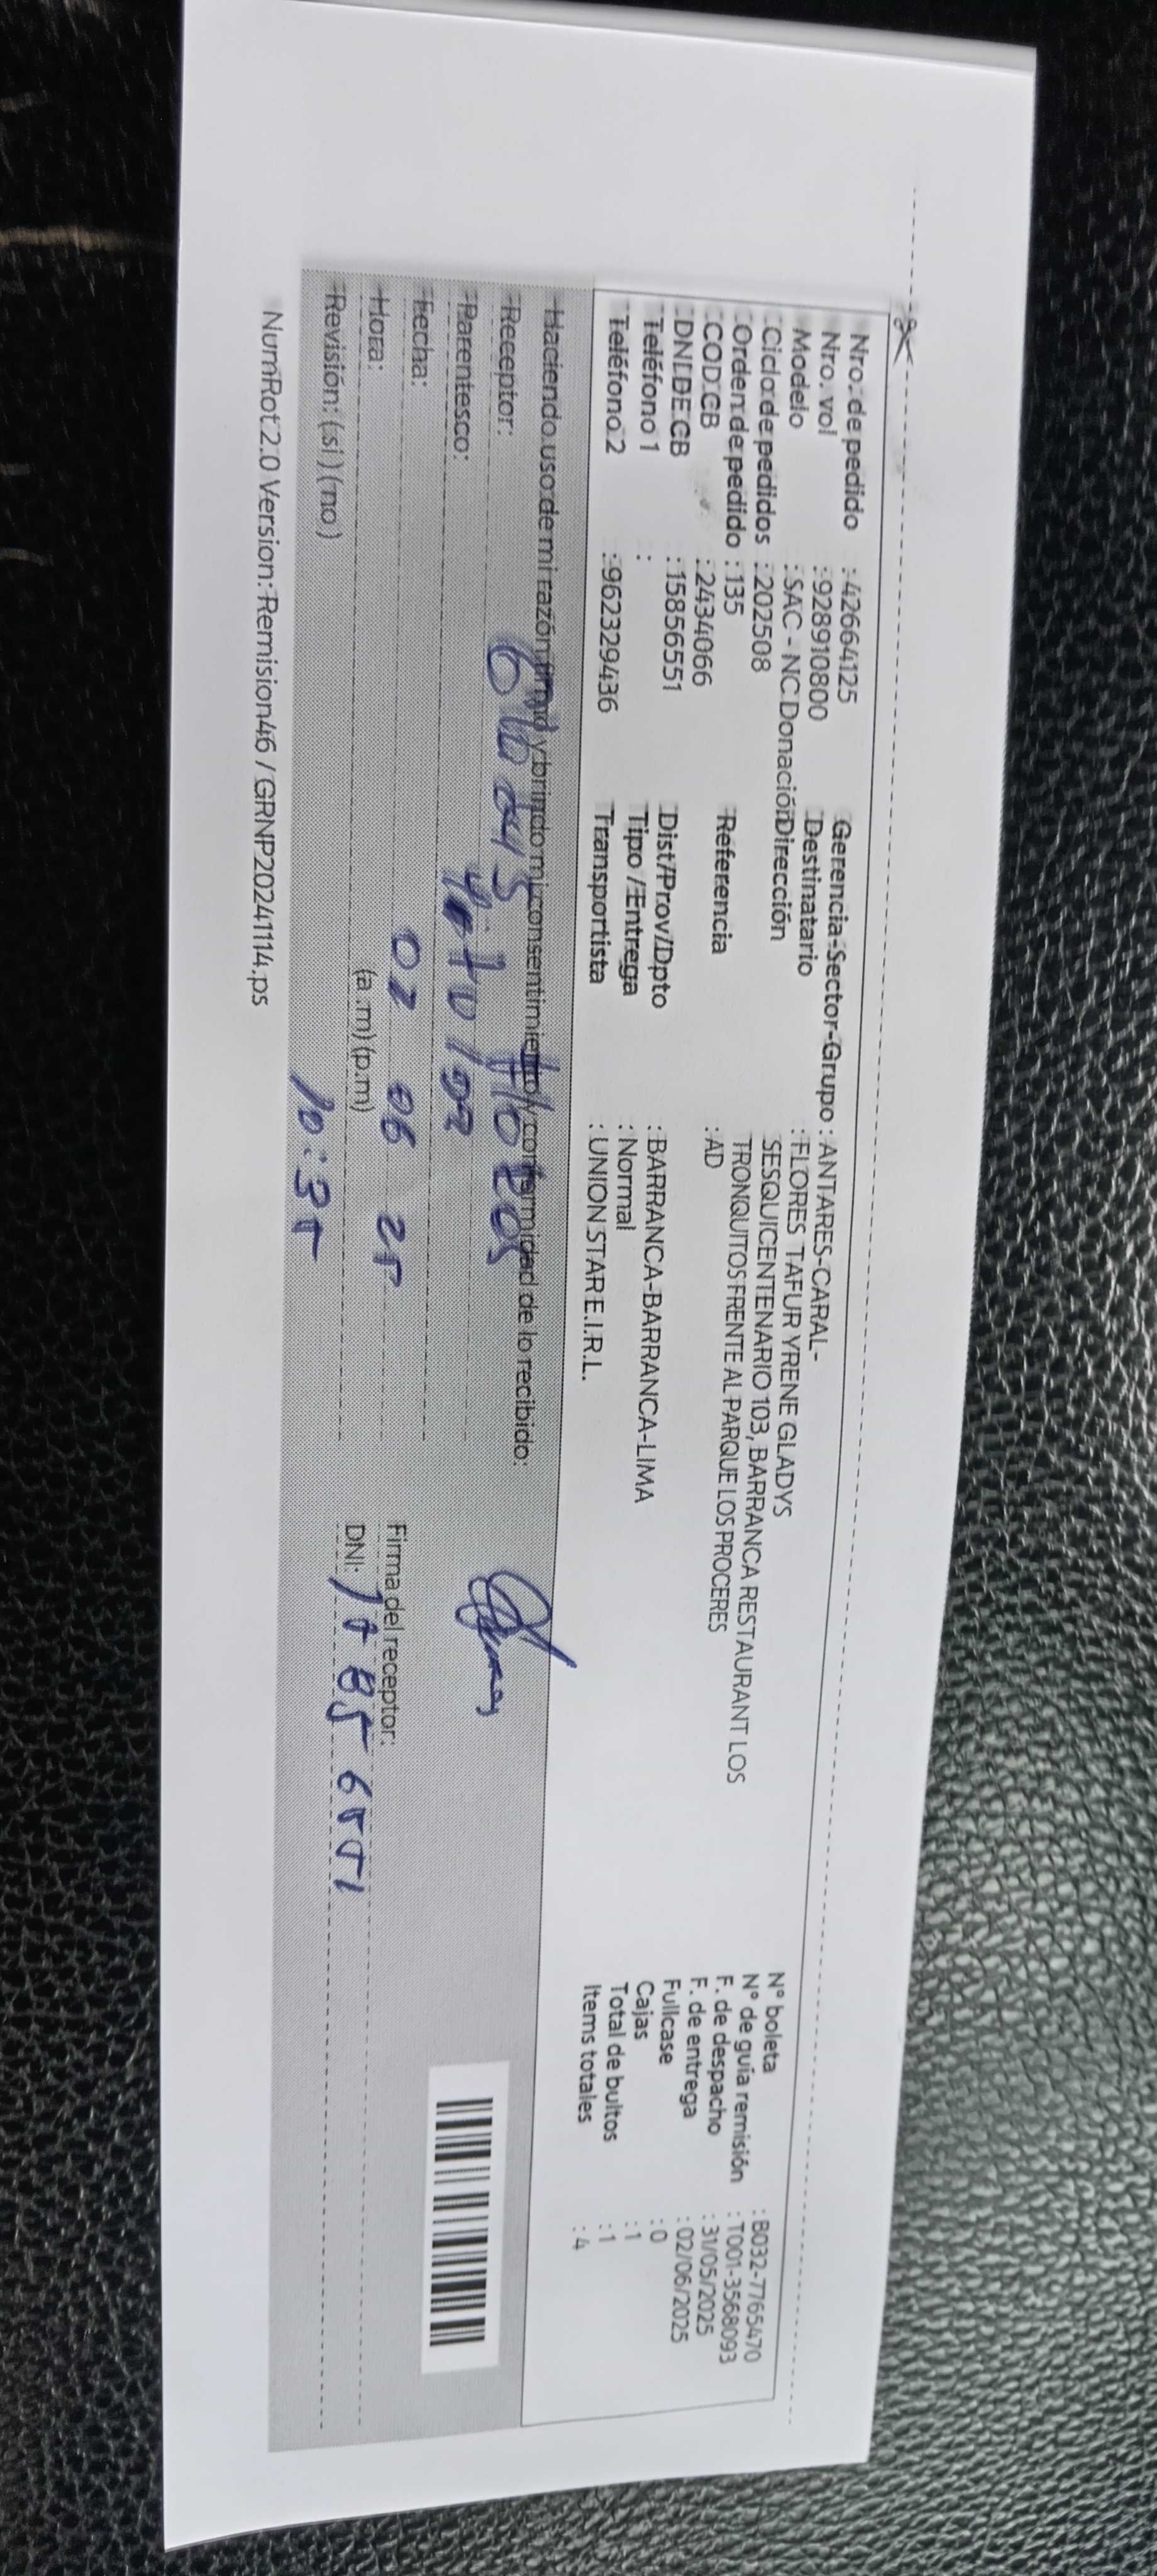 Nro. de pedido : 42664125
Nro. vol : 928910800
Modelo : SAC - NC Donación
Ciclo de pedidos : 202508
Orden de pedido : 135
COD CB : 2434066
DNI DE CB : 15856551
Teléfono 1 :
Teléfono 2 : 962329436
Gerencia-Sector-Grupo : ANTARES-CARAL-
Destinatario : FLORES TAFUR YRENE GLADYS
Dirección SESQUICENTENARIO 103, BARRANCA RESTAURANT LOS
TRONQUITOS FRENTE AL PARQUE LOS PROCERES
Referencia : AD
Dist/Prov/Dpto : BARRANCA-BARRANCA-LIMA
Tipo /Entrega : Normal
Transportista : UNION STAR E.I.R.L.
N° boleta : B032-7765470
N° de guía remisión : T001-3568093
F. de despacho : 31/05/2025
F. de entrega : 02/06/2025
Fullcase : 0
Cajas : 1
Total de bultos : 1
Items totales : 4
Haciendo uso de mi razón firmó y brindo mi consentimiento y conformidad de lo recibido:
Receptor: Flores
Parentesco:
Fecha: 02 06 25
Hora: (a.m) (p.m) 10:35
Revisión: (si) (no)
Firma del receptor:
DNI: 15856551
NumRot2.0 Version: Remision46 / GRNP20241114.ps